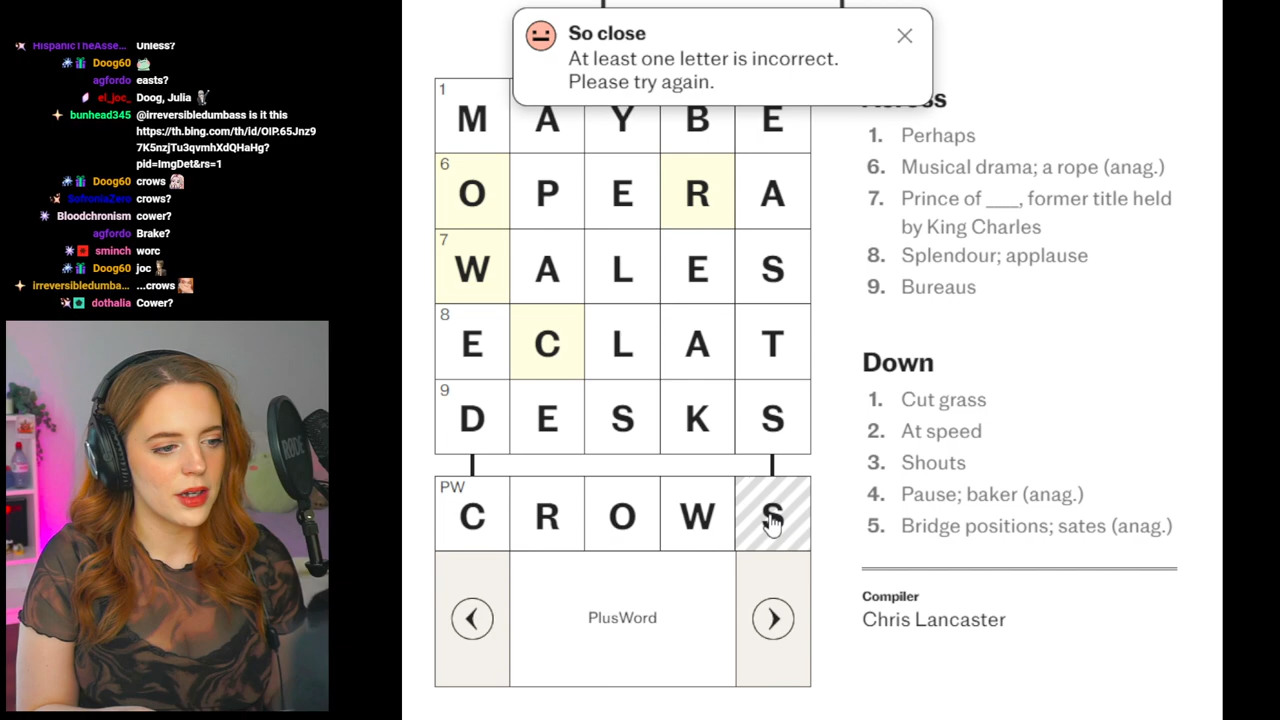 HispanicTheAsse... Unless?
Doog60
agfordo easts?
el_joc_ Doog, Julia
bunhead345 @irreversibledumbass is it this
https://th.bing.com/th/id/OIP.65Jnz9
7K5nzjTu3qvmhXdQHaHg?
pid=ImgDet&rs=1
Doog60 crows
SofroniaZero crows?
Bloodchronism cower?
agfordo Brake?
sminch worc
Doog60 joc
irreversibledumba... ...crows
dothalia Cower?
RØDE
So close
At least one letter is incorrect.
Please try again.
1
M A Y B E
6
O P E R A
7
W A L E S
8
E C L A T
9
D E S K S
PW
C R O W S
PlusWord
Across
1. Perhaps
6. Musical drama; a rope (anag.)
7. Prince of ___, former title held
by King Charles
8. Splendour; applause
9. Bureaus
Down
1. Cut grass
2. At speed
3. Shouts
4. Pause; baker (anag.)
5. Bridge positions; sates (anag.)
Compiler
Chris Lancaster